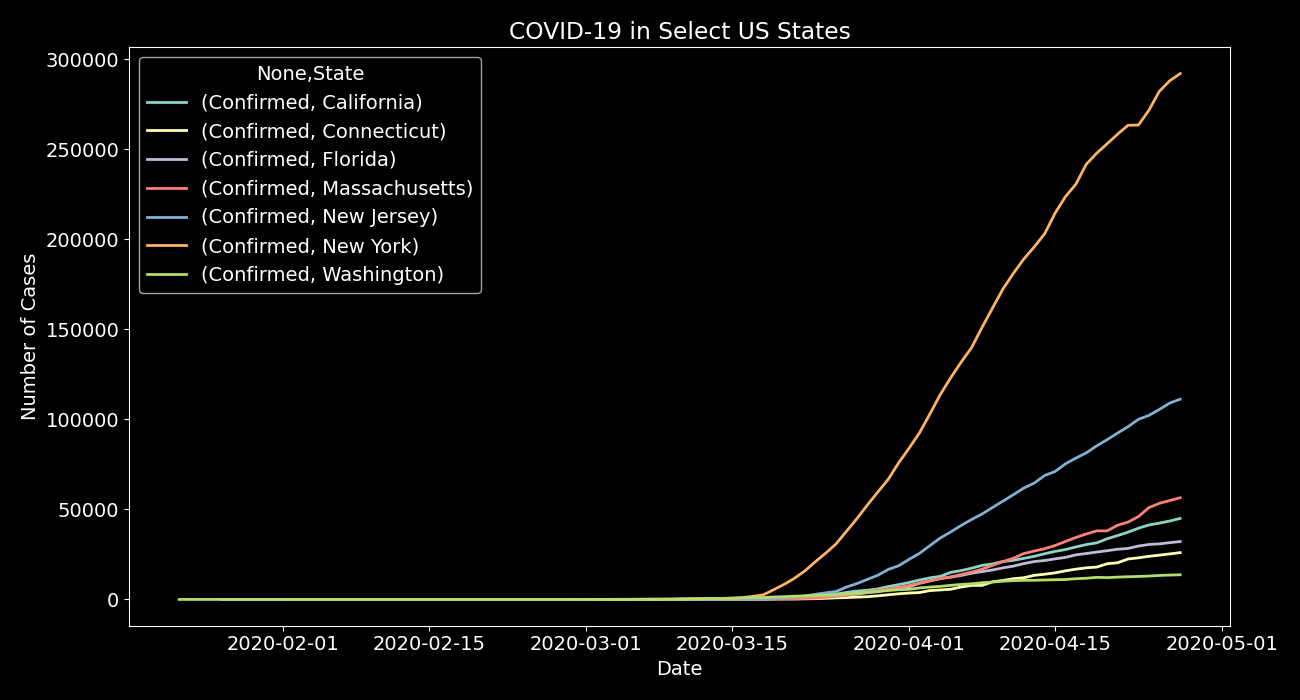 COVID-19 in Select US States
300000
250000
200000
150000
100000
50000
0
Number of Cases
None,State
(Confirmed, California)
(Confirmed, Connecticut)
(Confirmed, Florida)
(Confirmed, Massachusetts)
(Confirmed, New Jersey)
(Confirmed, New York)
(Confirmed, Washington)
2020-02-01 2020-02-15 2020-03-01 2020-03-15 2020-04-01 2020-04-15 2020-05-01
Date